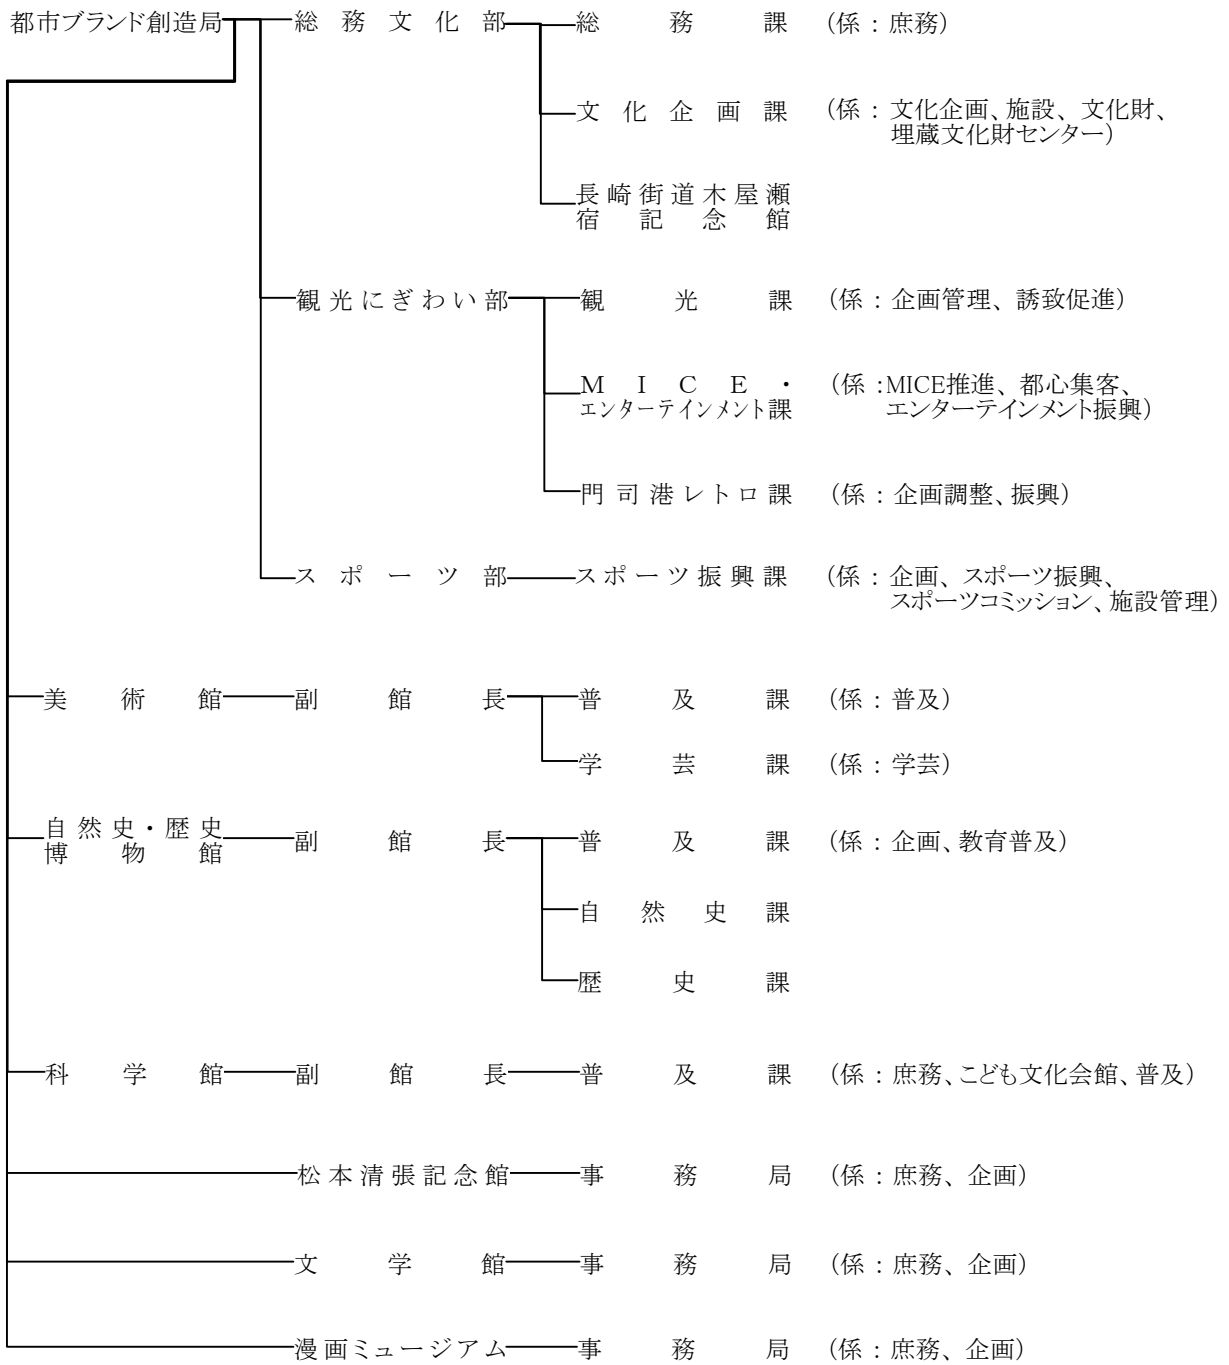 都市ブランド創造局 総務文化部 総務課 (係：庶務)
文化企画課 (係：文化企画、施設、文化財、
埋蔵文化財センター)
長崎街道木屋瀬
宿記念館
観光にぎわい部 観光課 (係：企画管理、誘致促進)
MICE・ (係：MICE推進、都心集客、
エンターテインメント課 エンターテインメント振興)
門司港レトロ課 (係：企画調整、振興)
スポーツ部 スポーツ振興課 (係：企画、スポーツ振興、
スポーツコミッション、施設管理)
美術館 副館長 普及課 (係：普及)
学芸課 (係：学芸)
自然史・歴史
博物館 副館長 普及課 (係：企画、教育普及)
自然史課
歴史課
科学館 副館長 普及課 (係：庶務、こども文化会館、普及)
松本清張記念館 事務局 (係：庶務、企画)
文学館 事務局 (係：庶務、企画)
漫画ミュージアム 事務局 (係：庶務、企画)